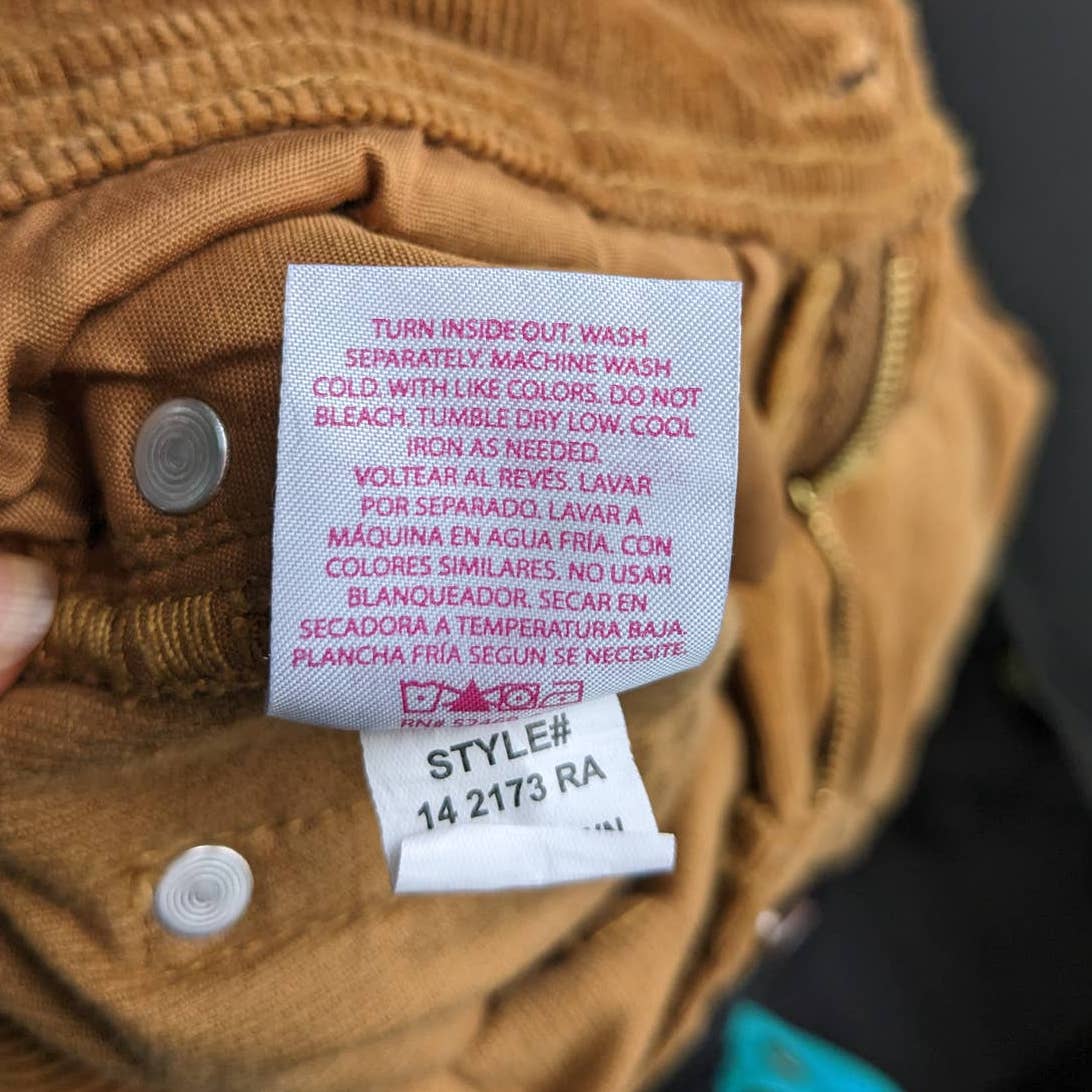 TURN INSIDE OUT. WASH
SEPARATELY. MACHINE WASH
COLD. WITH LIKE COLORS. DO NOT
BLEACH. TUMBLE DRY LOW. COOL
IRON AS NEEDED.
VOLTEAR AL REVÉS. LAVAR
POR SEPARADO. LAVAR A
MÁQUINA EN AGUA FRÍA. CON
COLORES SIMILARES. NO USAR
BLANQUEADOR. SECAR EN
SECADORA A TEMPERATURA BAJA.
PLANCHA FRÍA SEGUN SE NECESITE.
RN#
STYLE#
14 2173 RA